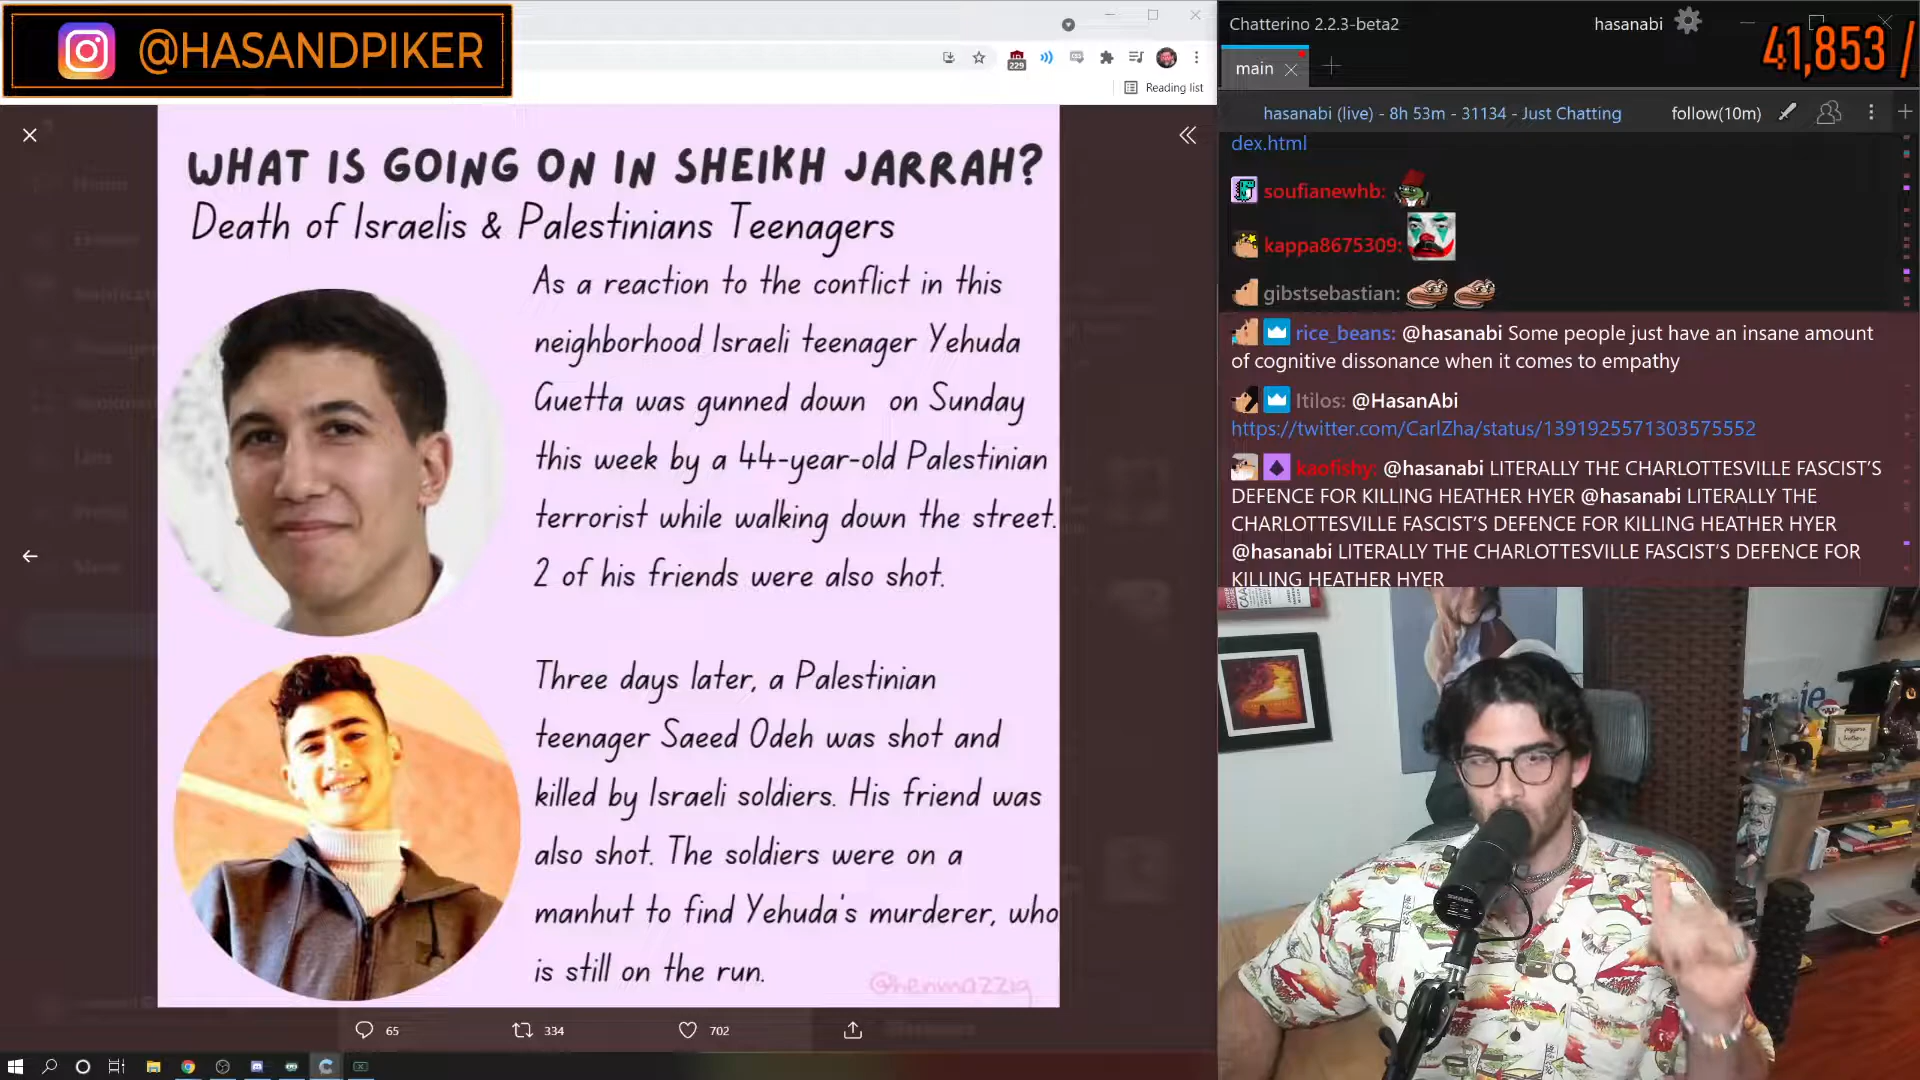 @HASANDPIKER
229
Reading list
WHAT IS GOING ON IN SHEIKH JARRAH?
Death of Israelis & Palestinians Teenagers
As a reaction to the conflict in this
neighborhood Israeli teenager Yehuda
Guetta was gunned down on Sunday
this week by a 44-year-old Palestinian
terrorist while walking down the street.
2 of his friends were also shot.
Three days later, a Palestinian
teenager Saeed Odeh was shot and
killed by Israeli soldiers. His friend was
also shot. The soldiers were on a
manhut to find Yehuda's murderer, who
is still on the run.
@henmazzig
65
334
702
Chatterino 2.2.3-beta2
hasanabi
41,853 /
main
hasanabi (live) - 8h 53m - 31134 - Just Chatting
follow(10m)
dex.html
soufianewhb:
kappa8675309:
gibstsebastian:
rice_beans: @hasanabi Some people just have an insane amount
of cognitive dissonance when it comes to empathy
Itilos: @HasanAbi
https://twitter.com/CarlZha/status/1391925571303575552
kaofishy: @hasanabi LITERALLY THE CHARLOTTESVILLE FASCIST'S
DEFENCE FOR KILLING HEATHER HYER @hasanabi LITERALLY THE
CHARLOTTESVILLE FASCIST'S DEFENCE FOR KILLING HEATHER HYER
@hasanabi LITERALLY THE CHARLOTTESVILLE FASCIST'S DEFENCE FOR
KILLING HEATHER HYER